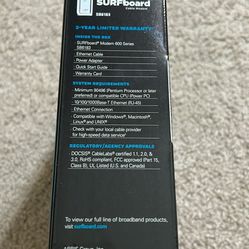 SURFboard
Cable Modem
SB6183
2-YEAR LIMITED WARRANTY
INSIDE THE BOX
SURFboard® Modem 600 Series
SB6183
Ethernet Cable
Power Adapter
Quick Start Guide
Warranty Card
SYSTEM REQUIREMENTS
Minimum 80486 (Pentium Processor or later
preferred) or compatible CPU (Power PC)
10/100/1000Base T Ethernet (RJ-45)
Ethernet Connection
Compatible with Windows®, Macintosh®,
Linux® and UNIX®
Check with your local cable provider
for high-speed data service*
REGULATORY/AGENCY APPROVALS
DOCSIS® CableLabs® certified 1.1, 2.0, &
3.0, RoHS compliant, FCC approved (Part 15,
Class B), UL Listed (U.S. and Canada)
To view our full line of broadband products,
visit surfboard.com.